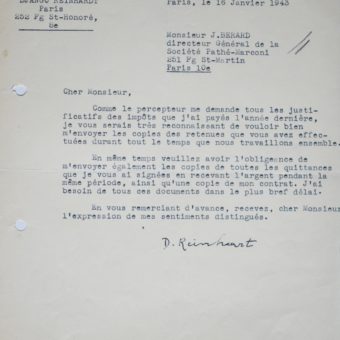 DJANGO REINHARDT
Paris
252 Fg St-Honoré,
8e
Paris, le 16 Janvier 1943
Monsieur J.BERARD
directeur Général de la
Société Pathé-Marconi
251 Fg St-Martin
Paris 10e
Cher Monsieur,
Comme le percepteur me demande tous les justi-
ficatifs des impôts que j'ai payés l'année dernière,
je vous serais très reconnaissant de vouloir bien
m'envoyer les copies des retenues que vous avez effec-
tuées durant tout le temps que nous travaillons ensemble.
En même temps veuillez avoir l'obligeance de
m'envoyer également les copies de toutes les quittances
que je vous ai signées en recevant l'argent pendant la
même période, ainsi qu'une copie de mon contrat. J'ai
besoin de tous ces documents dans le plus bref délai.
En vous remerciant d'avance, recevez, cher Monsieur
l'expression de mes sentiments distingués.
D. Reinhart